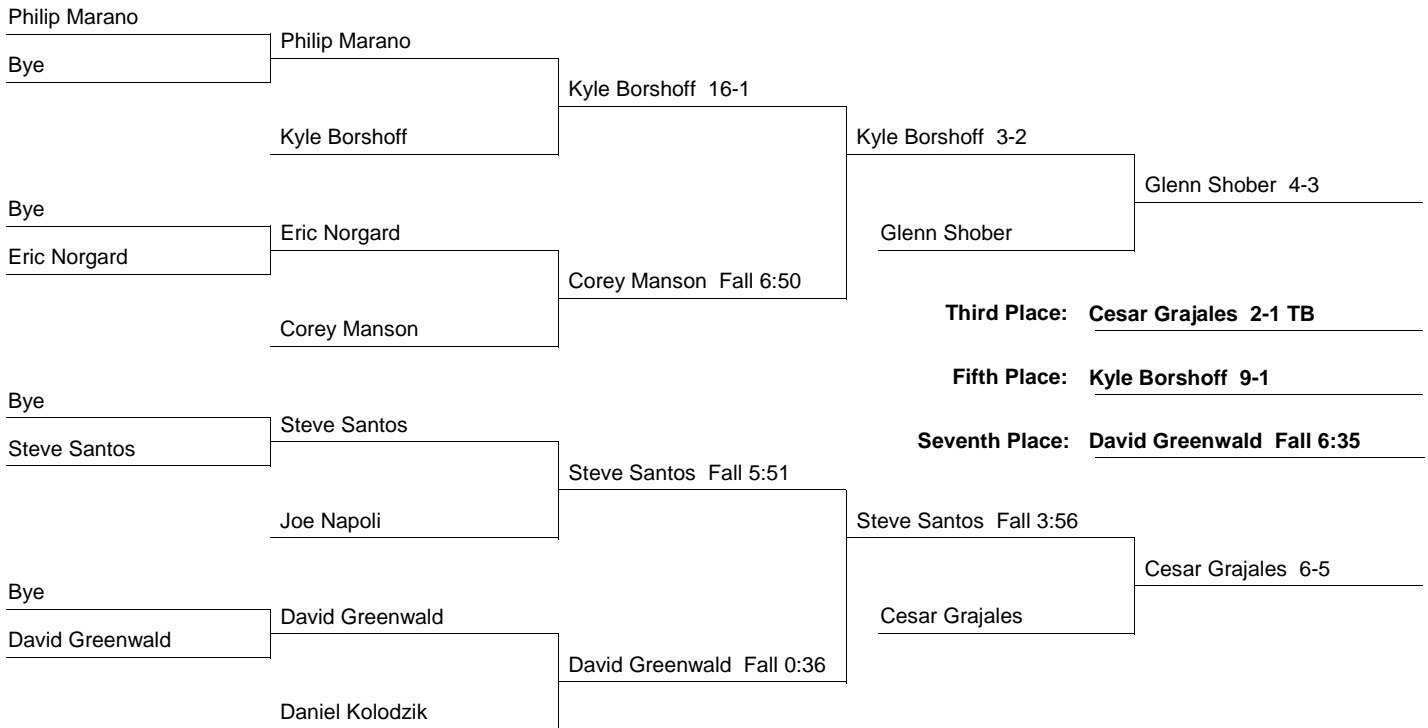 Philip Marano
Philip Marano
Bye
Kyle Borshoff  16-1
Kyle Borshoff
Kyle Borshoff  3-2
Glenn Shober  4-3
Bye
Eric Norgard
Glenn Shober
Eric Norgard
Corey Manson  Fall 6:50
Third Place: Cesar Grajales  2-1 TB
Corey Manson
Fifth Place: Kyle Borshoff  9-1
Bye
Steve Santos
Seventh Place: David Greenwald  Fall 6:35
Steve Santos
Steve Santos  Fall 5:51
Joe Napoli
Steve Santos  Fall 3:56
Cesar Grajales  6-5
Bye
David Greenwald
Cesar Grajales
David Greenwald
David Greenwald  Fall 0:36
Daniel Kolodzik